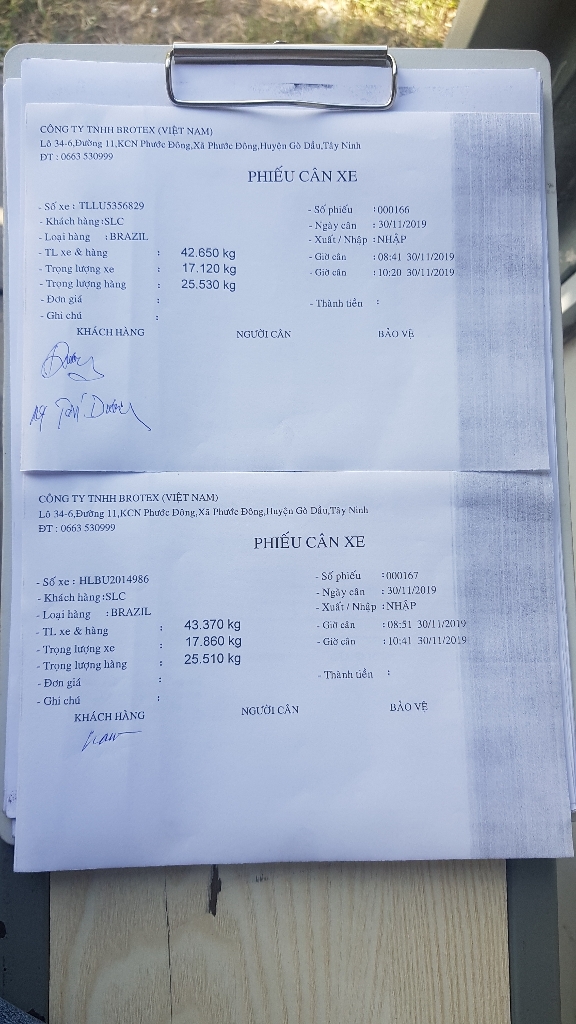 CÔNG TY TNHH BROTEX (VIỆT NAM)
Lô 34-6,Đường 11,KCN Phước Đông,Xã Phước Đông,Huyện Gò Dầu,Tây Ninh
ĐT : 0663 530999
PHIẾU CÂN XE
- Số xe : TLLU5356829
- Khách hàng :SLC
- Loại hàng : BRAZIL
- TL xe & hàng : 42.650 kg
- Trọng lượng xe : 17.120 kg
- Trọng lượng hàng : 25.530 kg
- Đơn giá :
- Ghi chú :
- Số phiếu :000166
- Ngày cân : 30/11/2019
- Xuất / Nhập : NHẬP
- Giờ cân : 08:41 30/11/2019
- Giờ cân : 10:20 30/11/2019
- Thành tiền :
KHÁCH HÀNG NGƯỜI CÂN BẢO VỆ
CÔNG TY TNHH BROTEX (VIỆT NAM)
Lô 34-6,Đường 11,KCN Phước Đông,Xã Phước Đông,Huyện Gò Dầu,Tây Ninh
ĐT : 0663 530999
PHIẾU CÂN XE
- Số xe : HLBU2014986
- Khách hàng :SLC
- Loại hàng : BRAZIL
- TL xe & hàng : 43.370 kg
- Trọng lượng xe : 17.860 kg
- Trọng lượng hàng : 25.510 kg
- Đơn giá :
- Ghi chú :
- Số phiếu :000167
- Ngày cân : 30/11/2019
- Xuất / Nhập : NHẬP
- Giờ cân : 08:51 30/11/2019
- Giờ cân : 10:41 30/11/2019
- Thành tiền :
KHÁCH HÀNG NGƯỜI CÂN BẢO VỆ